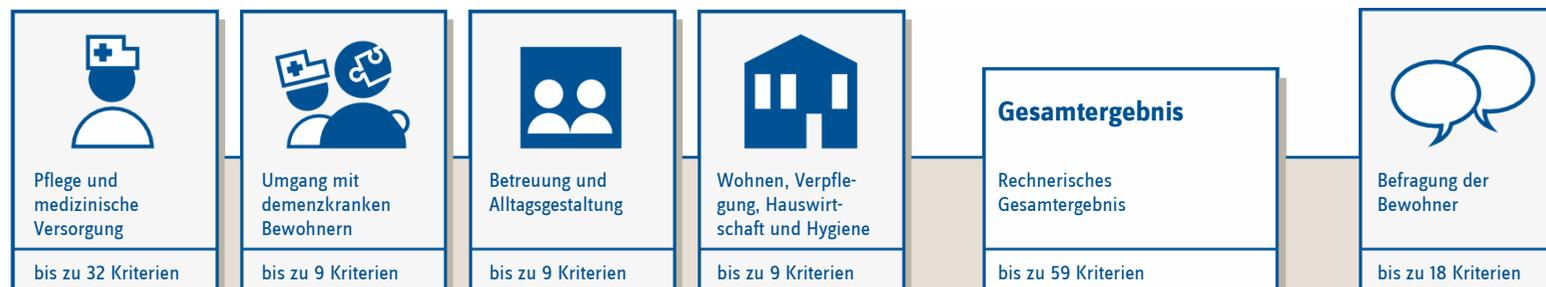 Pflege und
medizinische
Versorgung
bis zu 32 Kriterien
Umgang mit
demenzkranken
Bewohnern
bis zu 9 Kriterien
Betreuung und
Alltagsgestaltung
bis zu 9 Kriterien
Wohnen, Verpfle-
gung, Hauswirt-
schaft und Hygiene
bis zu 9 Kriterien
Gesamtergebnis
Rechnerisches
Gesamtergebnis
bis zu 59 Kriterien
Befragung der
Bewohner
bis zu 18 Kriterien